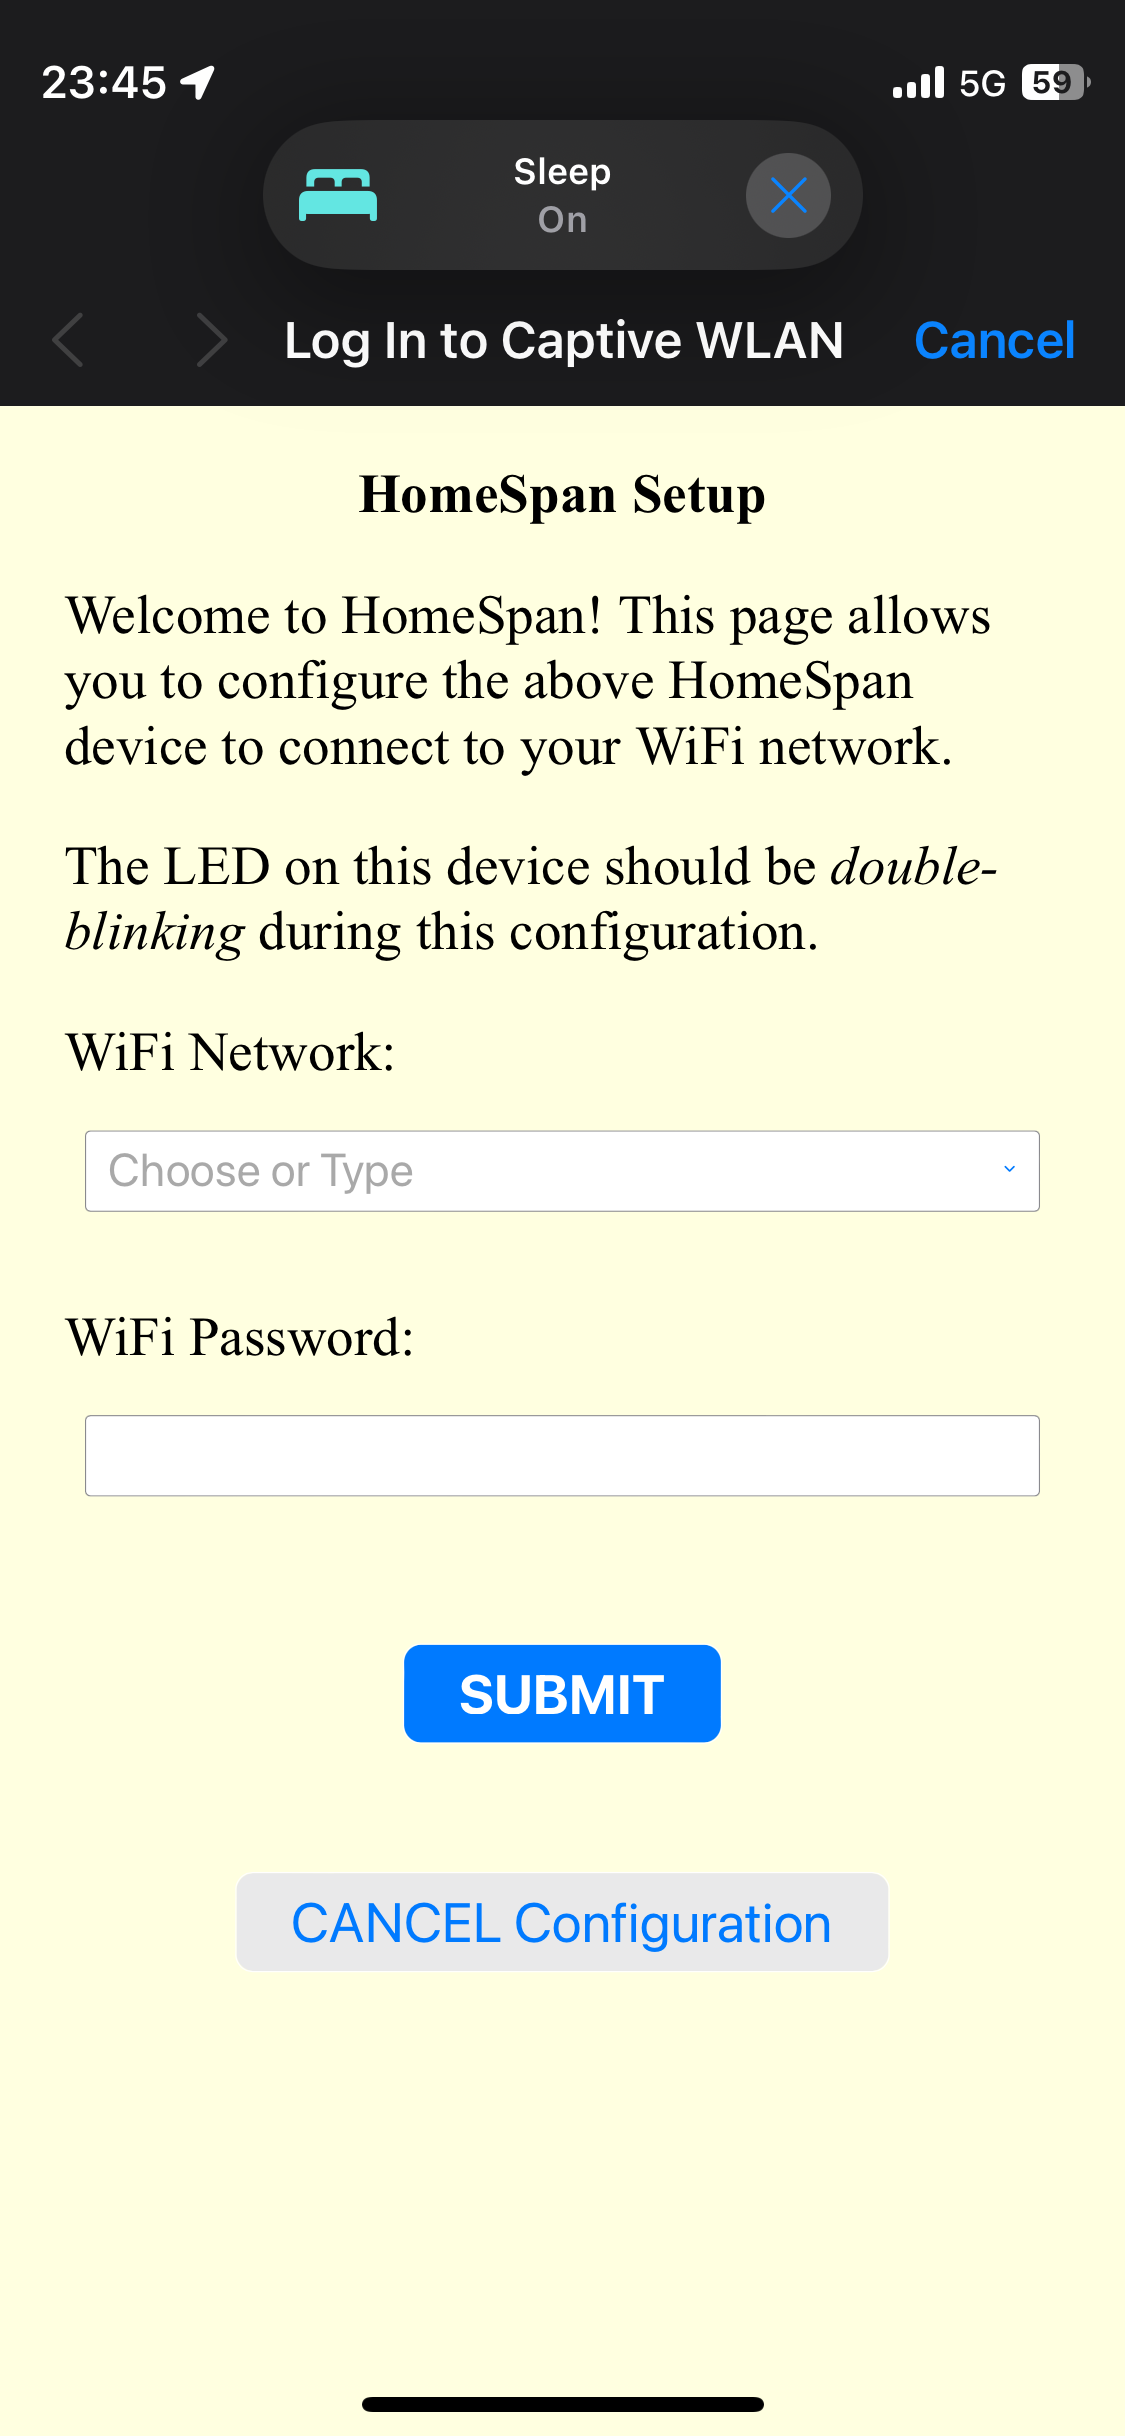 23:45
5G
59
Sleep
On
Log In to Captive WLAN
Cancel
HomeSpan Setup
Welcome to HomeSpan! This page allows
you to configure the above HomeSpan
device to connect to your WiFi network.
The LED on this device should be double-
blinking during this configuration.
WiFi Network:
Choose or Type
WiFi Password:
SUBMIT
CANCEL Configuration